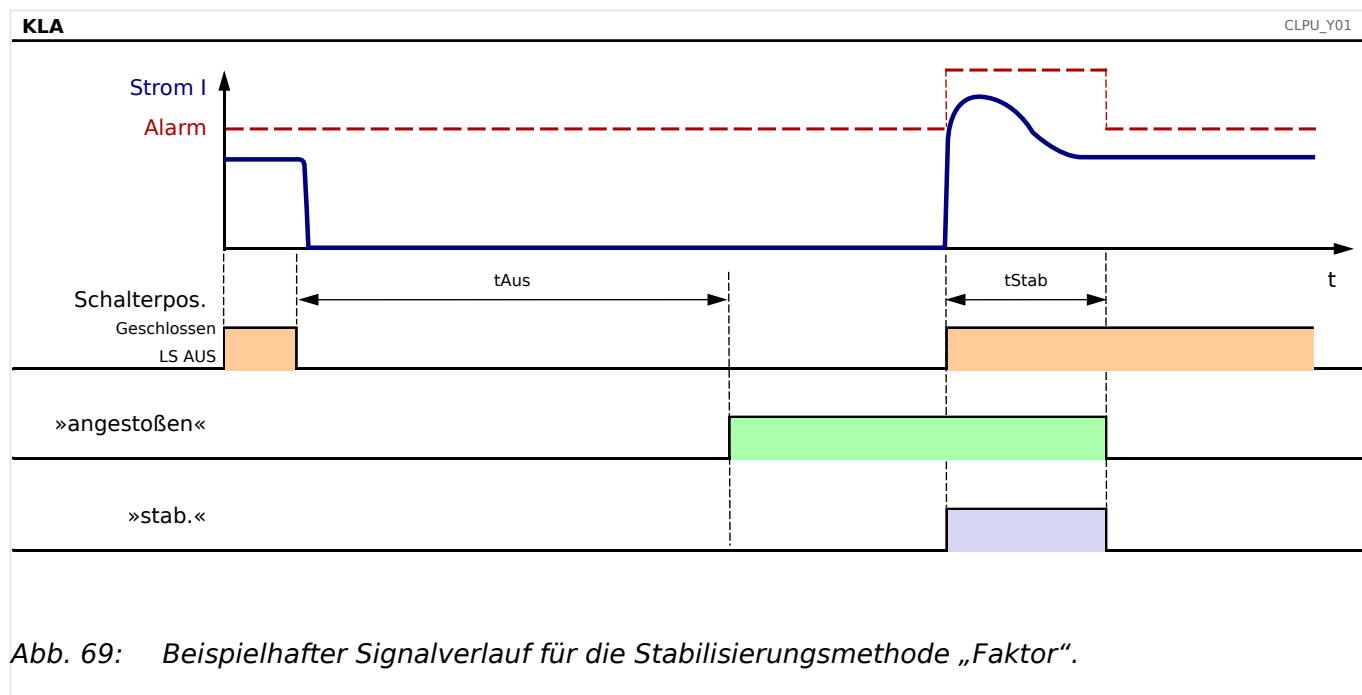 KLA CLPU_Y01
Strom I
Alarm
tAus tStab t
Schalterpos.
Geschlossen
LS AUS
»angestoßen«
»stab.«
Abb. 69: Beispielhafter Signalverlauf für die Stabilisierungsmethode „Faktor“.